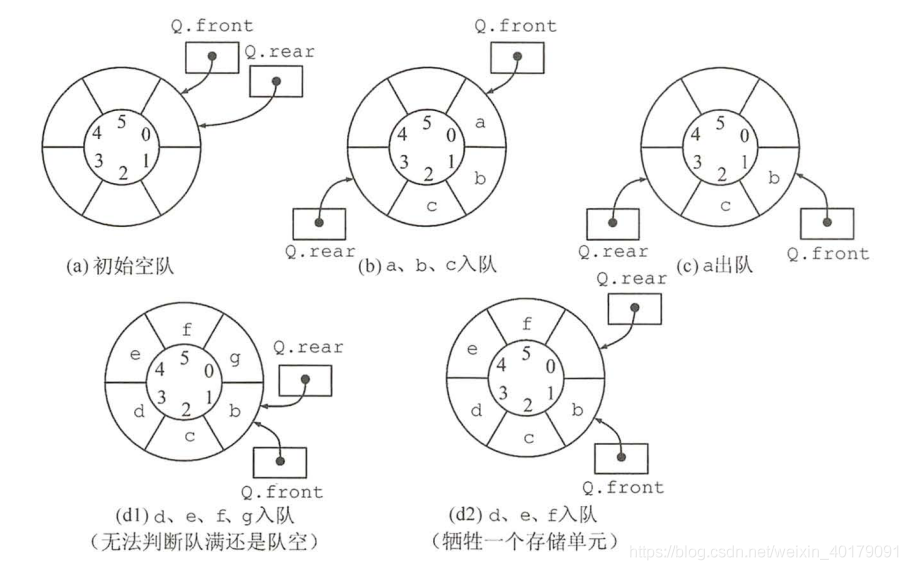 Q.front
Q.rear
4 5 0
3 2 1
(a) 初始空队
Q.front
4 5 0
3 2 1
a
b
c
Q.rear
(b) a、b、c入队
4 5 0
3 2 1
b
c
Q.rear
Q.front
(c) a出队
f
e
g
4 5 0
3 2 1
d
b
c
Q.rear
Q.front
(d1) d、e、f、g入队
(无法判断队满还是队空)
Q.rear
f
e
4 5 0
3 2 1
d
b
c
Q.front
(d2) d、e、f入队
(牺牲一个存储单元)
https://blog.csdn.net/weixin_40179091